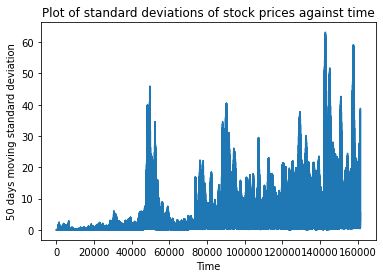 Plot of standard deviations of stock prices against time
50 days moving standard deviation
60
50
40
30
20
10
0
0 20000 40000 60000 80000 100000 120000 140000 160000
Time